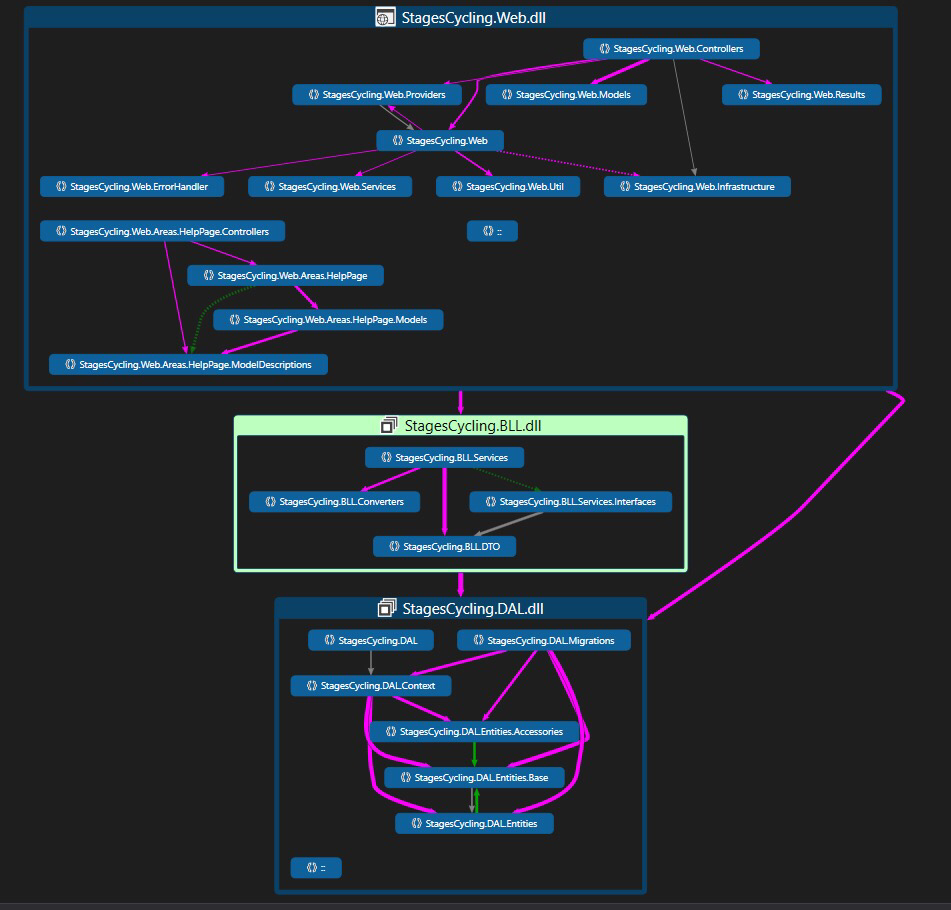 StagesCycling.Web.dll
StagesCycling.Web.Controllers
StagesCycling.Web.Providers
StagesCycling.Web.Models
StagesCycling.Web.Results
StagesCycling.Web
StagesCycling.Web.ErrorHandler
StagesCycling.Web.Services
StagesCycling.Web.Util
StagesCycling.Web.Infrastructure
StagesCycling.Web.Areas.HelpPage.Controllers
::
StagesCycling.Web.Areas.HelpPage
StagesCycling.Web.Areas.HelpPage.Models
StagesCycling.Web.Areas.HelpPage.ModelDescriptions
StagesCycling.BLL.dll
StagesCycling.BLL.Services
StagesCycling.BLL.Converters
StagesCycling.BLL.Services.Interfaces
StagesCycling.BLL.DTO
StagesCycling.DAL.dll
StagesCycling.DAL
StagesCycling.DAL.Migrations
StagesCycling.DAL.Context
StagesCycling.DAL.Entities.Accessories
StagesCycling.DAL.Entities.Base
StagesCycling.DAL.Entities
::